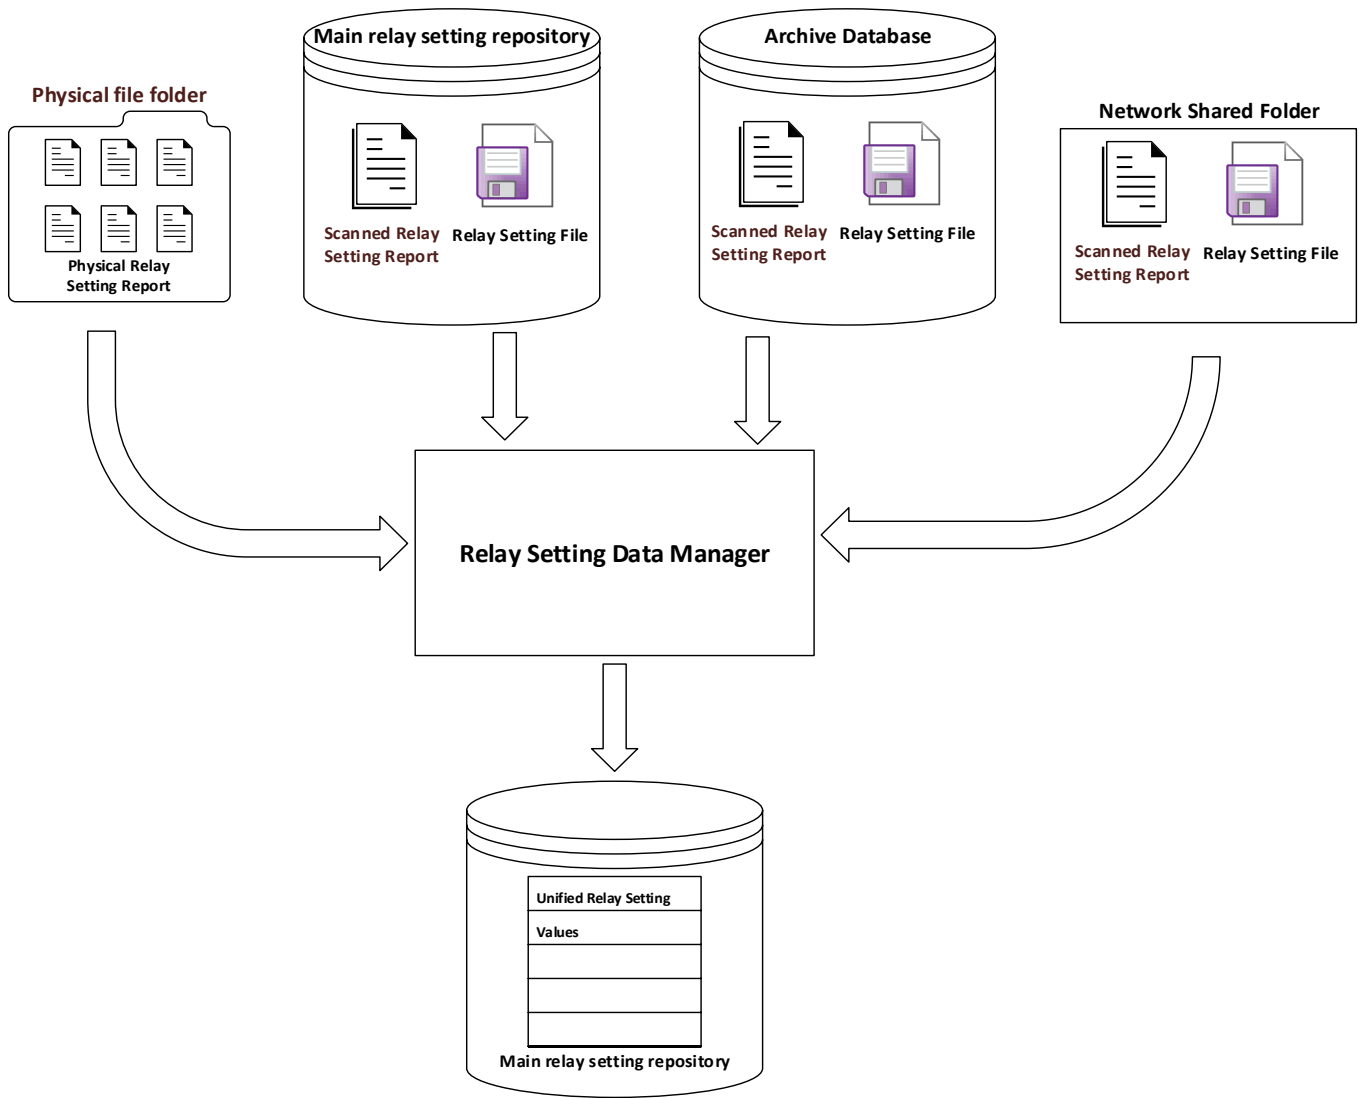 Main relay setting repository
Archive Database
Physical file folder
Network Shared Folder
Physical Relay
Setting Report
Scanned Relay
Setting Report
Relay Setting File
Scanned Relay
Setting Report
Relay Setting File
Scanned Relay
Setting Report
Relay Setting File
Relay Setting Data Manager
Unified Relay Setting
Values
Main relay setting repository